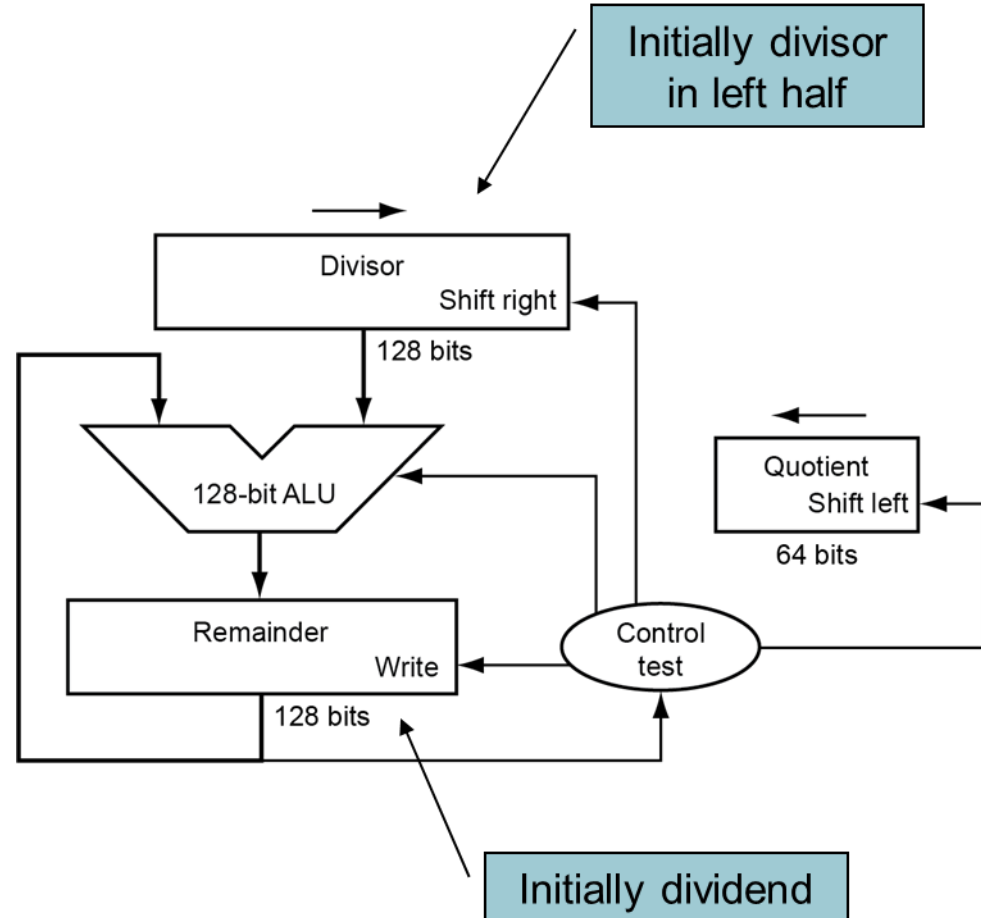 Initially divisor
in left half
Divisor
Shift right
128 bits
128-bit ALU
Quotient
Shift left
64 bits
Remainder
Write
128 bits
Control
test
Initially dividend